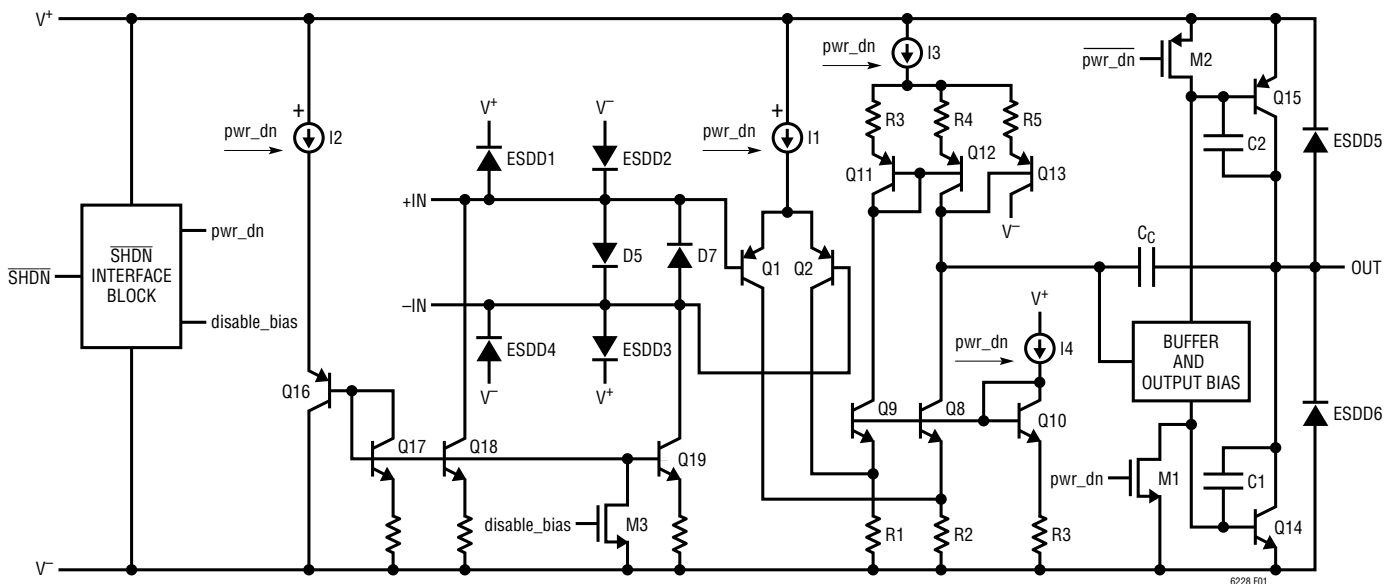 V+
pwr_dn
I3
pwr_dn
M2
R3
R4
R5
Q15
pwr_dn
I2
V+
V−
ESDD1
ESDD2
pwr_dn
I1
Q11
Q12
Q13
C2
ESDD5
+IN
V−
SHDN
SHDN
INTERFACE
BLOCK
pwr_dn
disable_bias
D5
D7
Q1
Q2
CC
OUT
−IN
V+
ESDD4
ESDD3
V−
V+
pwr_dn
I4
BUFFER
AND
OUTPUT BIAS
Q16
Q9
Q8
Q10
ESDD6
Q17
Q18
Q19
pwr_dn
M1
C1
disable_bias
M3
R1
R2
R3
Q14
V−
6228 F01